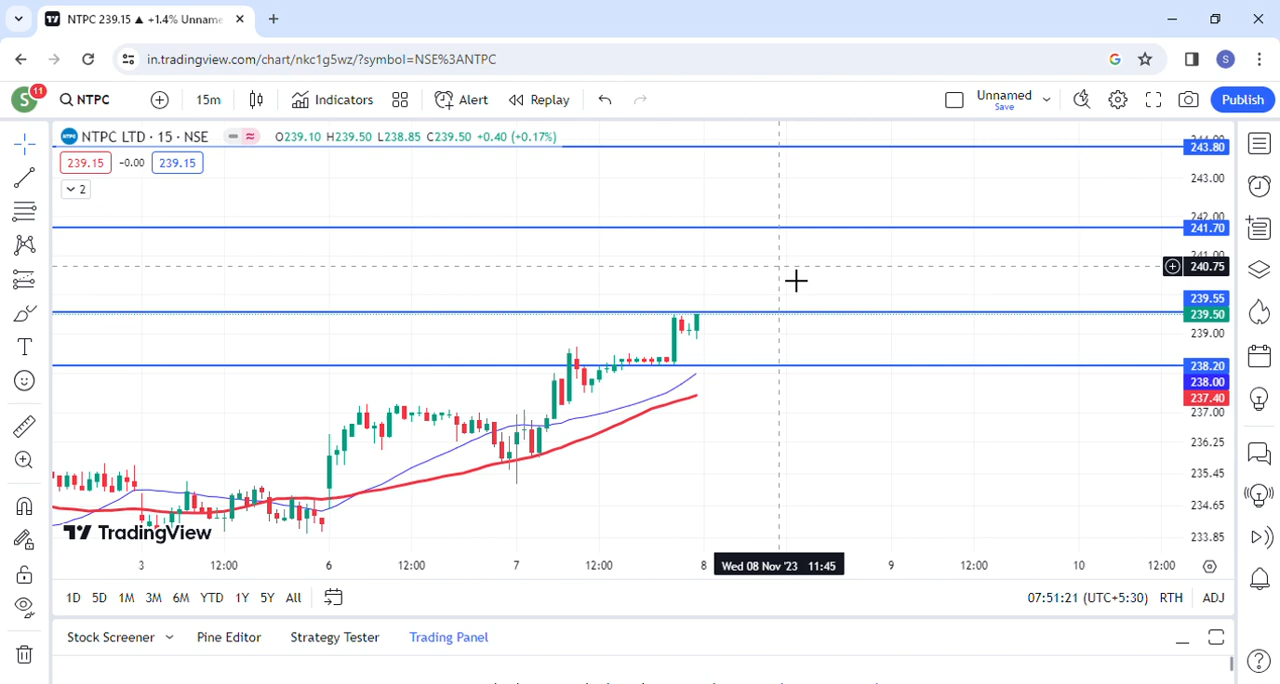 NTPC 239.15 ▲ +1.4% Unname
in.tradingview.com/chart/nkc1g5wz/?symbol=NSE%3ANTPC
S
S
11
NTPC
15m
Indicators
Alert
Replay
Unnamed
Save
Publish
NTPC LTD · 15 · NSE
O239.10 H239.50 L238.85 C239.50 +0.40 (+0.17%)
239.15
-0.00
239.15
2
244.00
243.80
243.00
242.00
241.70
241.00
240.75
239.55
239.50
239.00
238.20
238.00
237.40
237.00
236.25
235.45
234.65
233.85
TradingView
3
12:00
6
12:00
7
12:00
8
Wed 08 Nov '23 11:45
9
12:00
10
12:00
1D 5D 1M 3M 6M YTD 1Y 5Y All
07:51:21 (UTC+5:30) RTH ADJ
Stock Screener
Pine Editor
Strategy Tester
Trading Panel